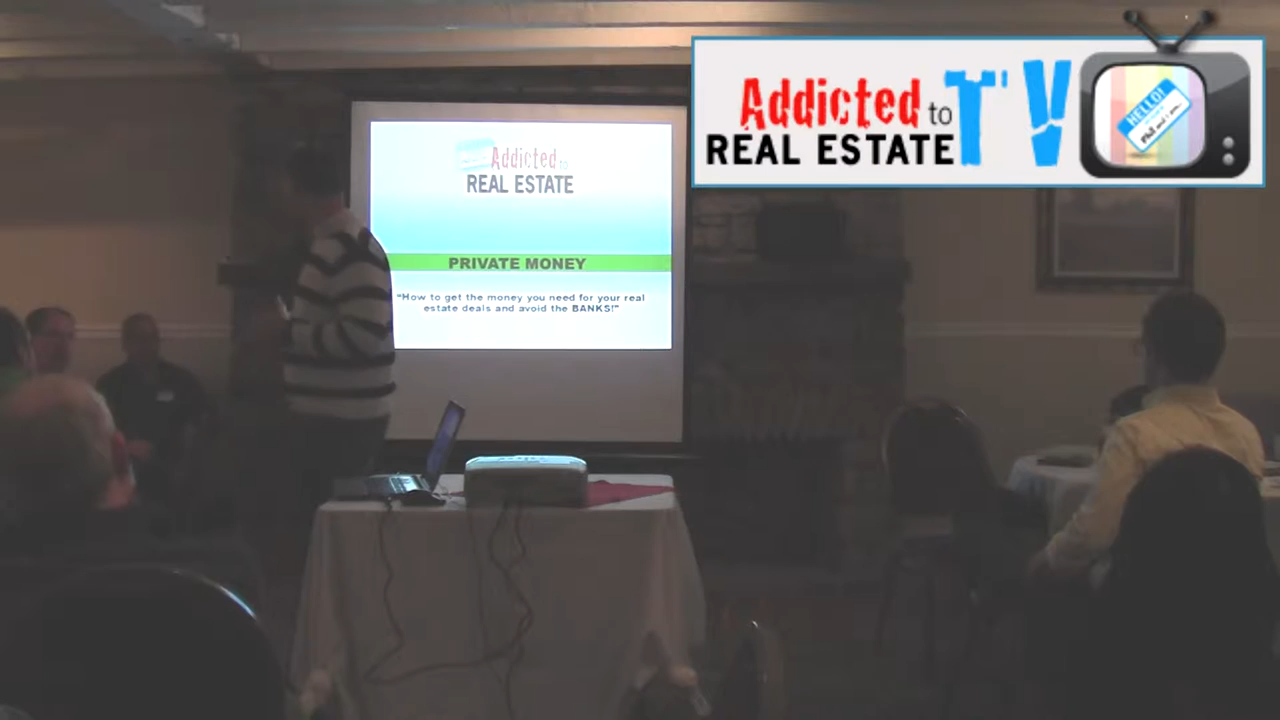 Addicted to
REAL ESTATE
TV
HELLO!
Addicted to
REAL ESTATE
PRIVATE MONEY
"How to get the money you need for your real
estate deals and avoid the BANKS!"